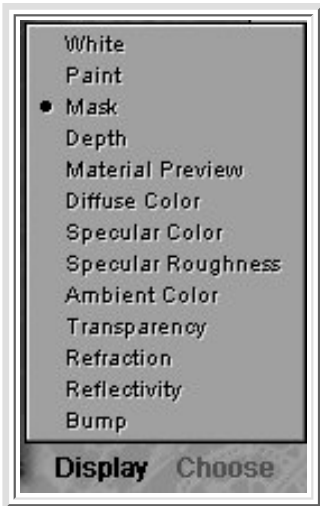 White
Paint
Mask
Depth
Material Preview
Diffuse Color
Specular Color
Specular Roughness
Ambient Color
Transparency
Refraction
Reflectivity
Bump
Display Choose